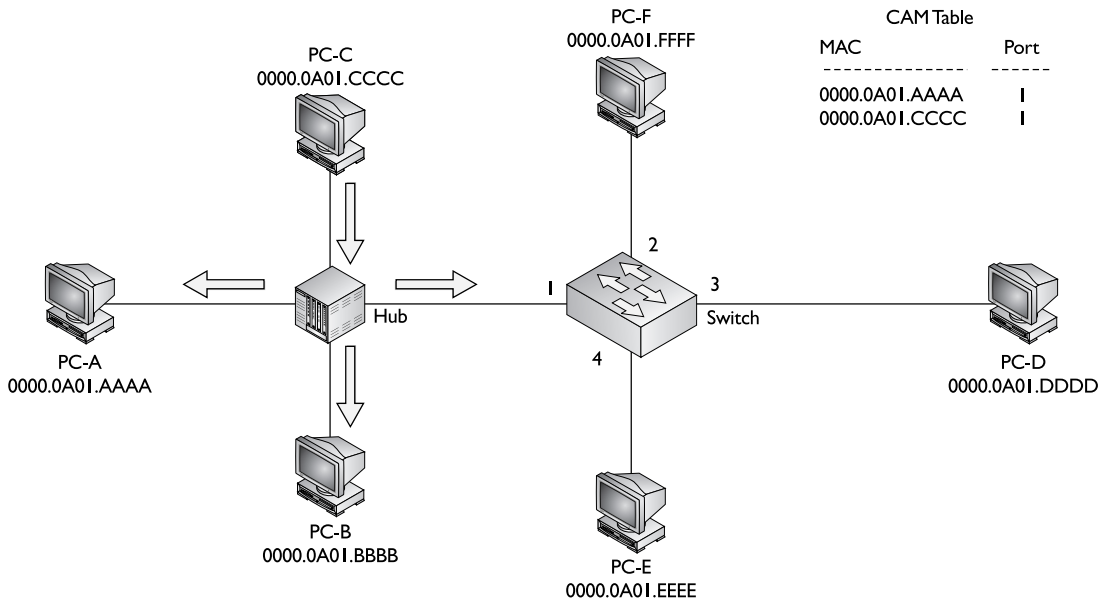 PC-F
0000.0A01.FFFF
CAM Table
MAC Port
0000.0A01.AAAA 1
0000.0A01.CCCC 1
PC-C
0000.0A01.CCCC
2
1
3
Hub
Switch
4
PC-A
0000.0A01.AAAA
PC-D
0000.0A01.DDDD
PC-B
0000.0A01.BBBB
PC-E
0000.0A01.EEEE